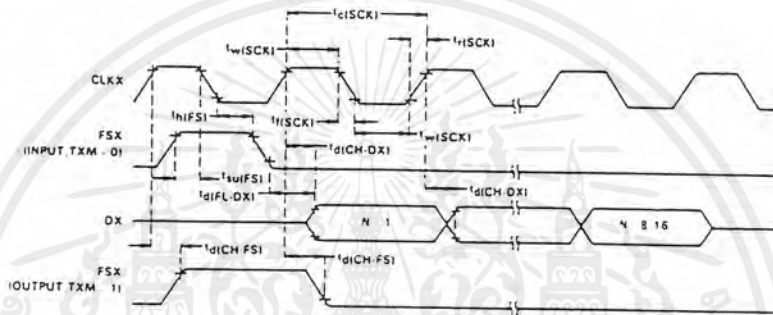 tc(SCK)
tw(SCK)
tr(SCK)
CLKX
th(FS)
tf(SCK)
tw(SCK)
FSX
(INPUT, TXM - 0)
td(CH-DX)
tsu(FS)
td(FL-DX)
td(CH-DX)
DX
N 1
N 8 16
td(CH-FS)
td(CH-FS)
FSX
(OUTPUT TXM - 1)